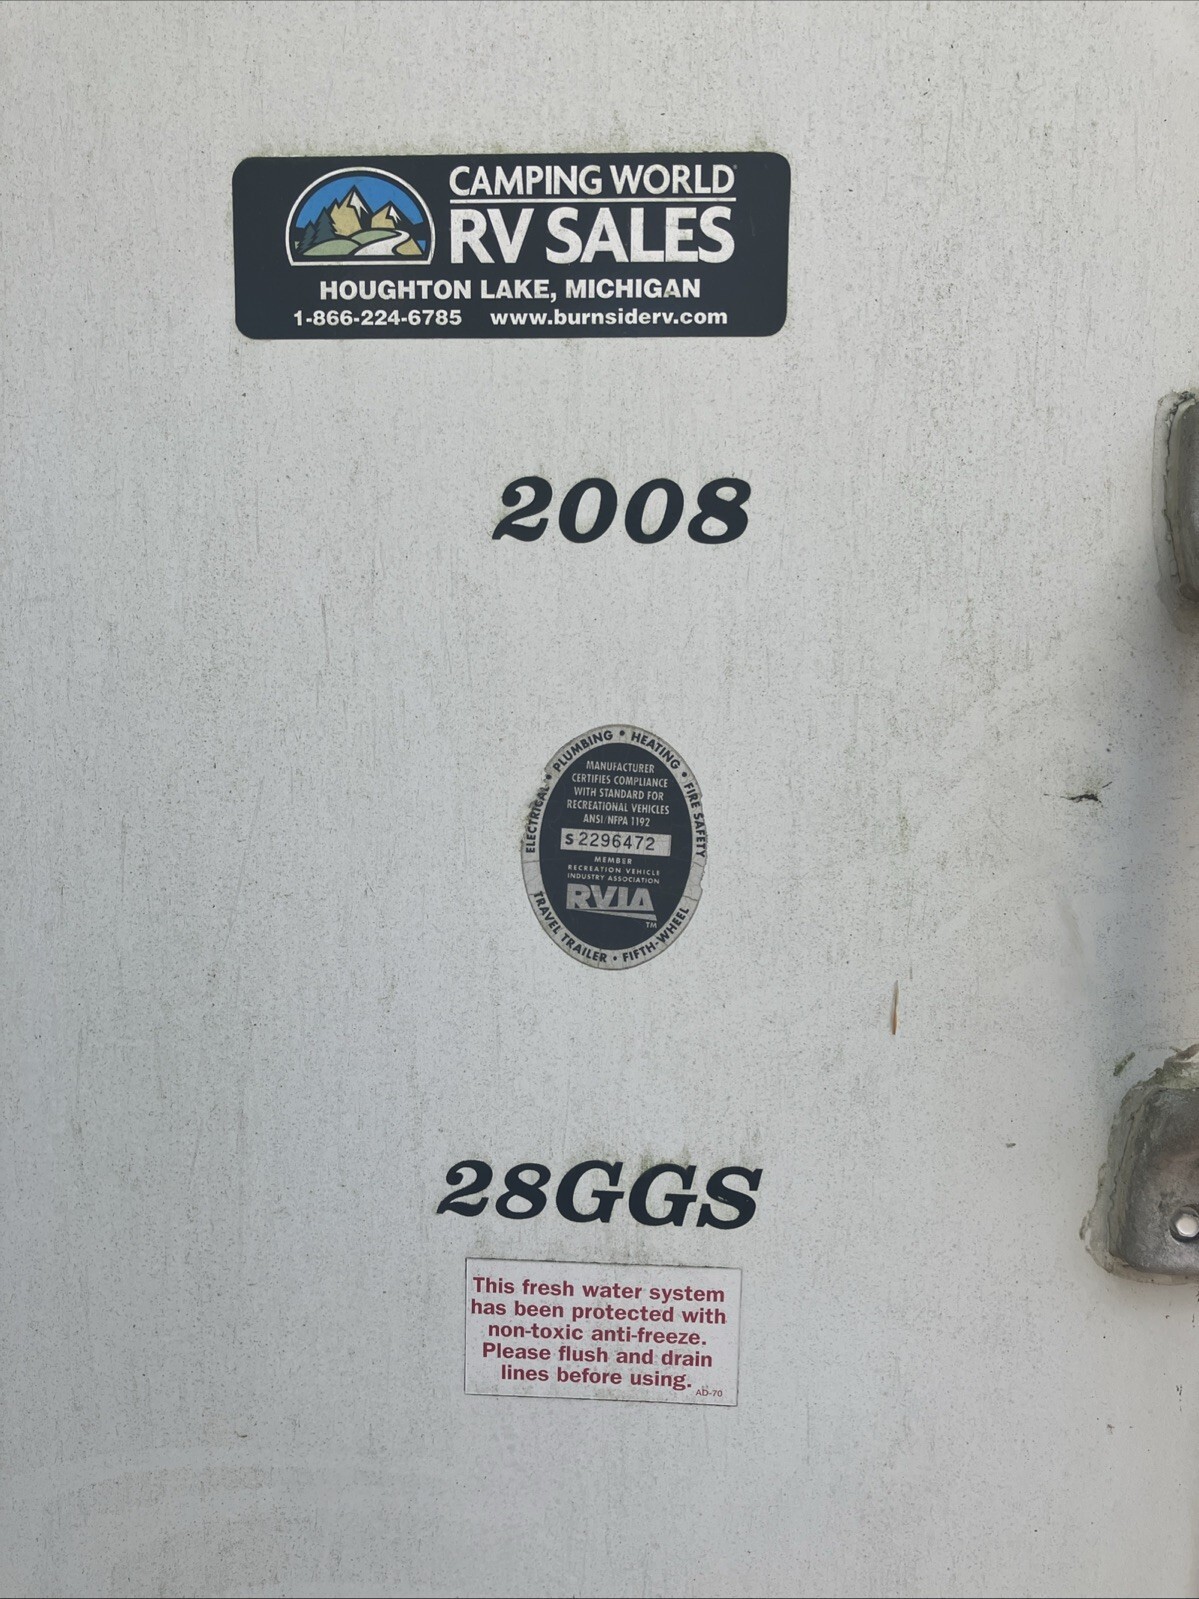 CAMPING WORLD
RV SALES
HOUGHTON LAKE, MICHIGAN
1-866-224-6785 www.burnsiderv.com
2008
ELECTRICAL • PLUMBING • HEATING • FIRE SAFETY
MANUFACTURER
CERTIFIES COMPLIANCE
WITH STANDARD FOR
RECREATIONAL VEHICLES
ANSI/NFPA 1192
S 2296472
MEMBER
RECREATION VEHICLE
INDUSTRY ASSOCIATION
RVIA™
TRAVEL TRAILER • FIFTH-WHEEL
28GGS
This fresh water system
has been protected with
non-toxic anti-freeze.
Please flush and drain
lines before using.
AD-70